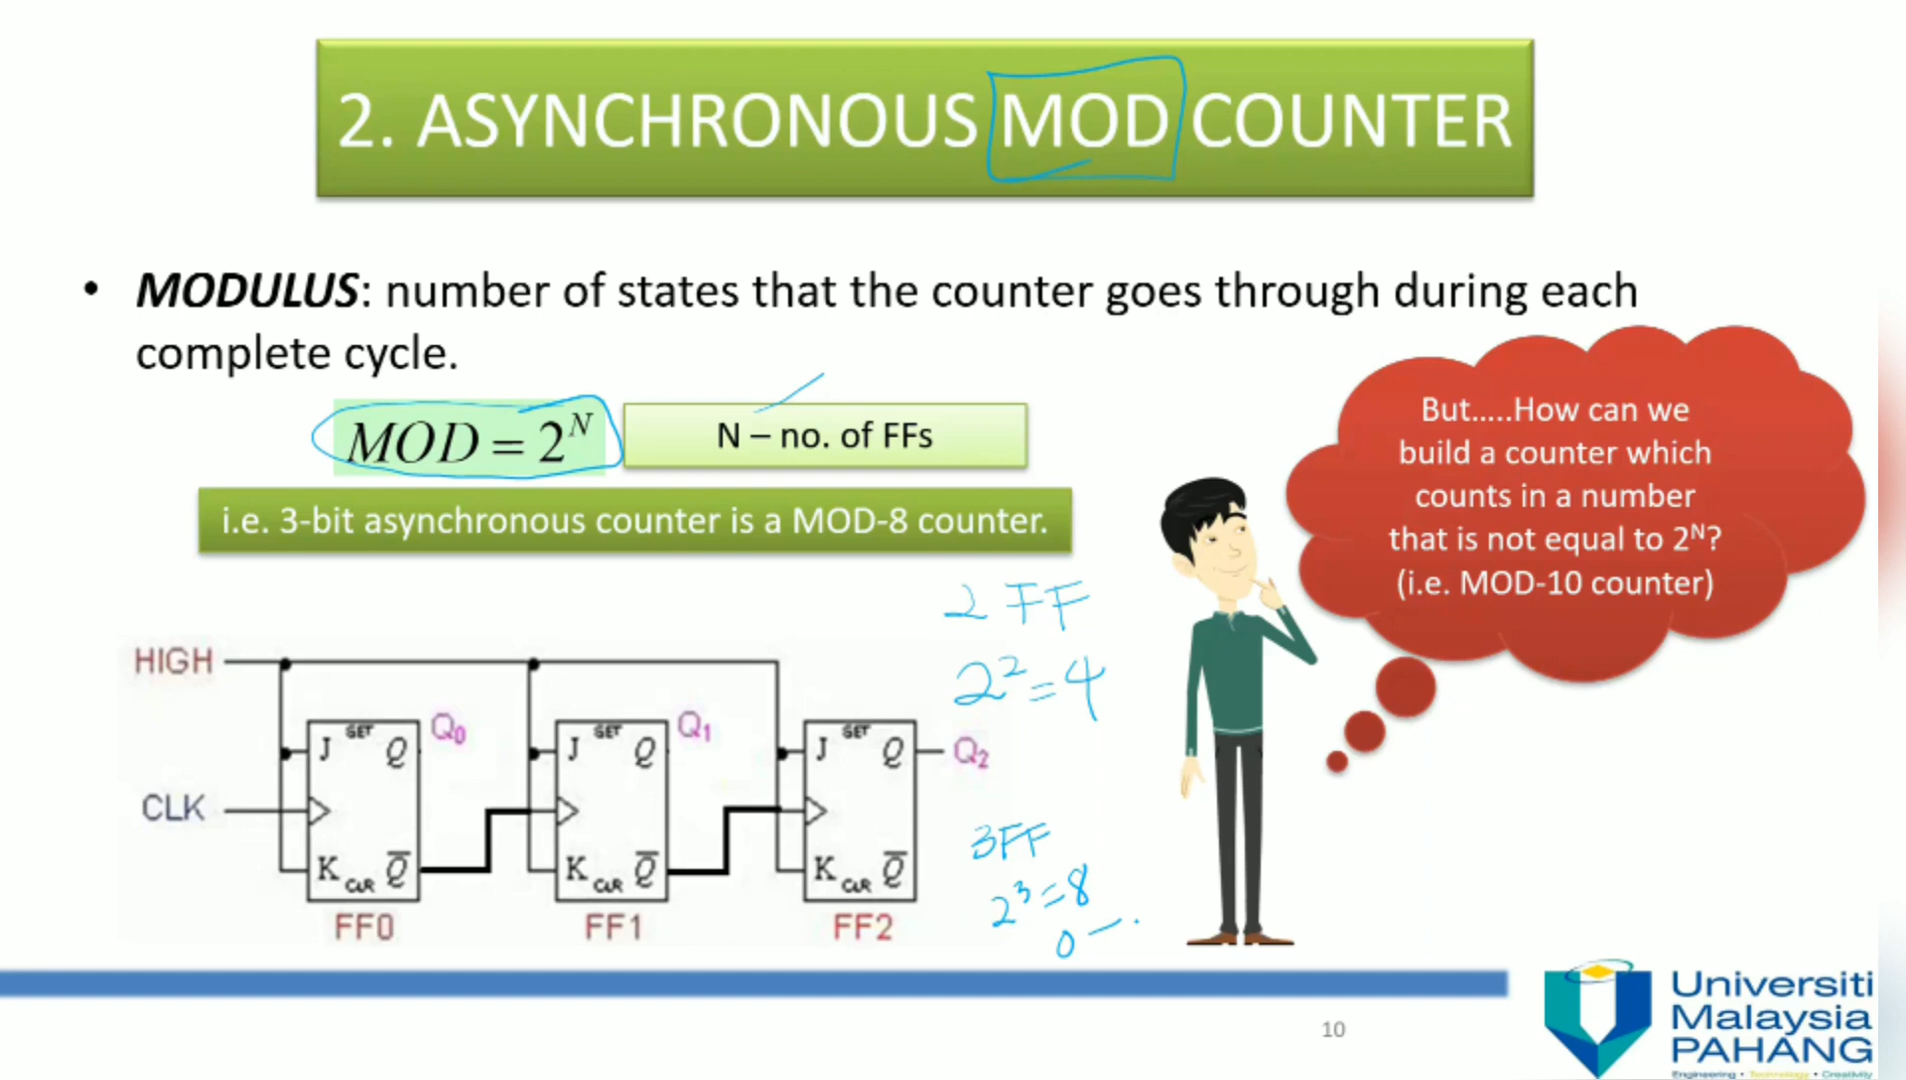 2. ASYNCHRONOUS MOD COUNTER
• MODULUS: number of states that the counter goes through during each
complete cycle.
MOD = 2^N
N – no. of FFs
i.e. 3-bit asynchronous counter is a MOD-8 counter.
But.....How can we
build a counter which
counts in a number
that is not equal to 2^N?
(i.e. MOD-10 counter)
2 FF
2^2 = 4
3FF
2^3 = 8
0 –
HIGH
CLK
J SET Q
K CLR Q̅
Q0
FF0
J SET Q
K CLR Q̅
Q1
FF1
J SET Q
K CLR Q̅
Q2
FF2
10
Universiti
Malaysia
PAHANG
Engineering • Technology • Creativity